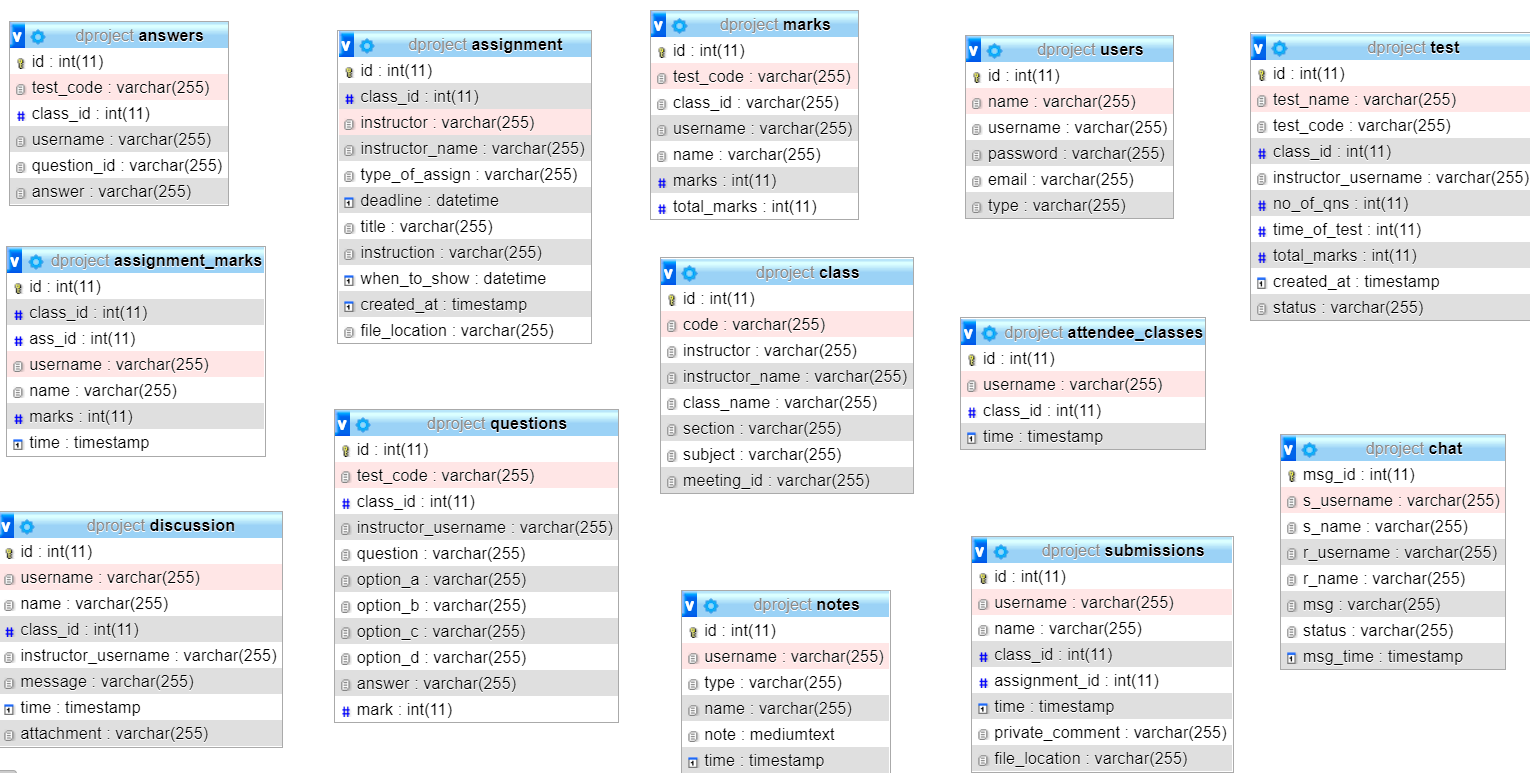 dproject answers
id : int(11)
test_code : varchar(255)
class_id : int(11)
username : varchar(255)
question_id : varchar(255)
answer : varchar(255)
dproject assignment_marks
id : int(11)
class_id : int(11)
ass_id : int(11)
username : varchar(255)
name : varchar(255)
marks : int(11)
time : timestamp
dproject discussion
id : int(11)
username : varchar(255)
name : varchar(255)
class_id : int(11)
instructor_username : varchar(255)
message : varchar(255)
time : timestamp
attachment : varchar(255)
dproject assignment
id : int(11)
class_id : int(11)
instructor : varchar(255)
instructor_name : varchar(255)
type_of_assign : varchar(255)
deadline : datetime
title : varchar(255)
instruction : varchar(255)
when_to_show : datetime
created_at : timestamp
file_location : varchar(255)
dproject questions
id : int(11)
test_code : varchar(255)
class_id : int(11)
instructor_username : varchar(255)
question : varchar(255)
option_a : varchar(255)
option_b : varchar(255)
option_c : varchar(255)
option_d : varchar(255)
answer : varchar(255)
mark : int(11)
dproject marks
id : int(11)
test_code : varchar(255)
class_id : varchar(255)
username : varchar(255)
name : varchar(255)
marks : int(11)
total_marks : int(11)
dproject class
id : int(11)
code : varchar(255)
instructor : varchar(255)
instructor_name : varchar(255)
class_name : varchar(255)
section : varchar(255)
subject : varchar(255)
meeting_id : varchar(255)
dproject notes
id : int(11)
username : varchar(255)
type : varchar(255)
name : varchar(255)
note : mediumtext
time : timestamp
dproject users
id : int(11)
name : varchar(255)
username : varchar(255)
password : varchar(255)
email : varchar(255)
type : varchar(255)
dproject attendee_classes
id : int(11)
username : varchar(255)
class_id : int(11)
time : timestamp
dproject submissions
id : int(11)
username : varchar(255)
name : varchar(255)
class_id : int(11)
assignment_id : int(11)
time : timestamp
private_comment : varchar(255)
file_location : varchar(255)
dproject test
id : int(11)
test_name : varchar(255)
test_code : varchar(255)
class_id : int(11)
instructor_username : varchar(255)
no_of_qns : int(11)
time_of_test : int(11)
total_marks : int(11)
created_at : timestamp
status : varchar(255)
dproject chat
msg_id : int(11)
s_username : varchar(255)
s_name : varchar(255)
r_username : varchar(255)
r_name : varchar(255)
msg : varchar(255)
status : varchar(255)
msg_time : timestamp